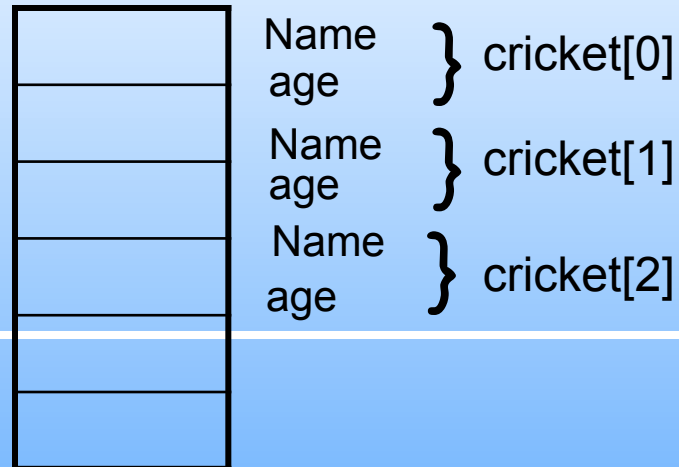 Name
age
} cricket[0]
Name
age
} cricket[1]
Name
age
} cricket[2]